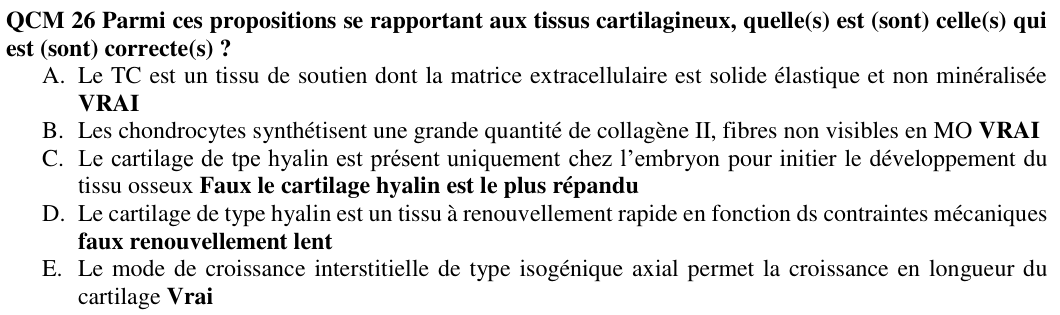 QCM 26 Parmi ces propositions se rapportant aux tissus cartilagineux, quelle(s) est (sont) celle(s) qui
est (sont) correcte(s) ?
A. Le TC est un tissu de soutien dont la matrice extracellulaire est solide élastique et non minéralisée
VRAI
B. Les chondrocytes synthétisent une grande quantité de collagène II, fibres non visibles en MO VRAI
C. Le cartilage de tpe hyalin est présent uniquement chez l'embryon pour initier le développement du
tissu osseux Faux le cartilage hyalin est le plus répandu
D. Le cartilage de type hyalin est un tissu à renouvellement rapide en fonction ds contraintes mécaniques
faux renouvellement lent
E. Le mode de croissance interstitielle de type isogénique axial permet la croissance en longueur du
cartilage Vrai